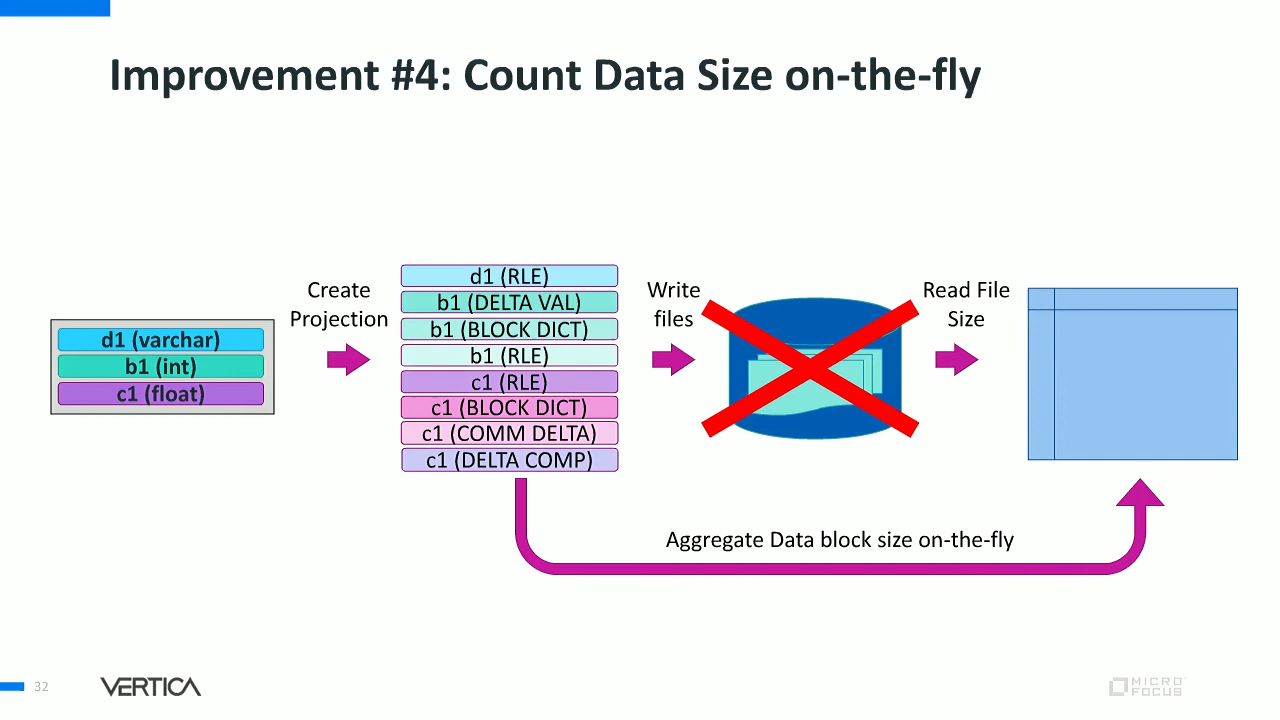 Improvement #4: Count Data Size on-the-fly
d1 (varchar)
b1 (int)
c1 (float)
Create
Projection
d1 (RLE)
b1 (DELTA VAL)
b1 (BLOCK DICT)
b1 (RLE)
c1 (RLE)
c1 (BLOCK DICT)
c1 (COMM DELTA)
c1 (DELTA COMP)
Write
files
Read File
Size
Aggregate Data block size on-the-fly
32
VERTICA
MICRO
FOCUS